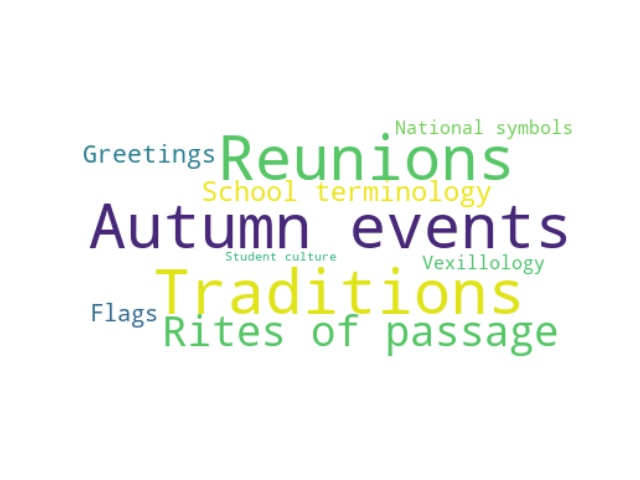 National symbols
Greetings
Reunions
School terminology
Autumn events
Student culture
Vexillology
Traditions
Flags
Rites of passage